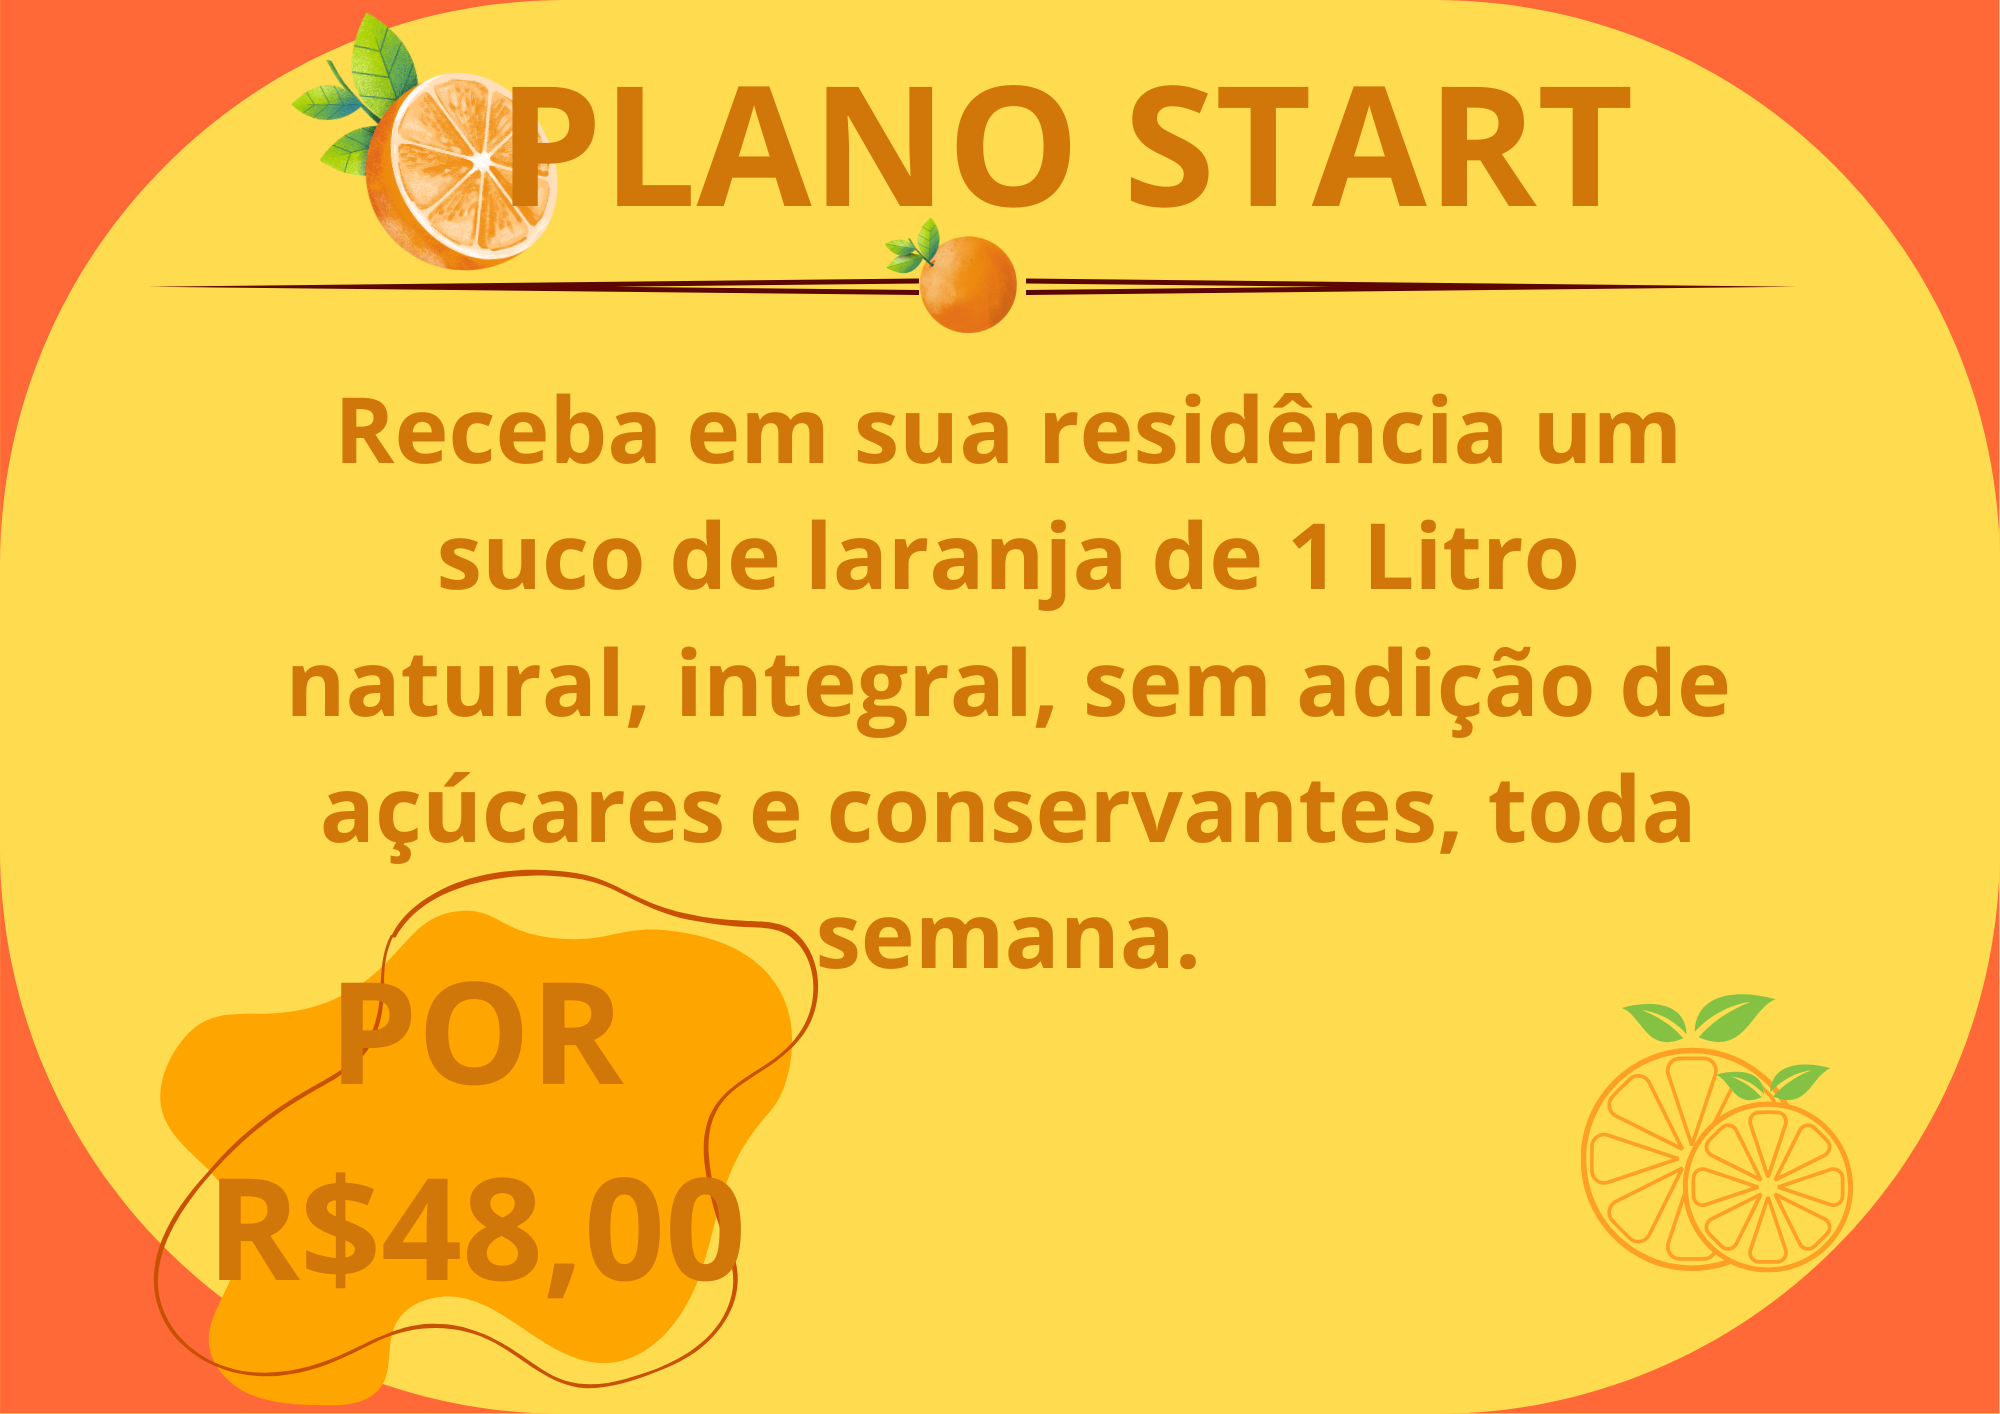 PLANO START
Receba em sua residência um
suco de laranja de 1 Litro
natural, integral, sem adição de
açúcares e conservantes, toda
semana.
POR
R$48,00